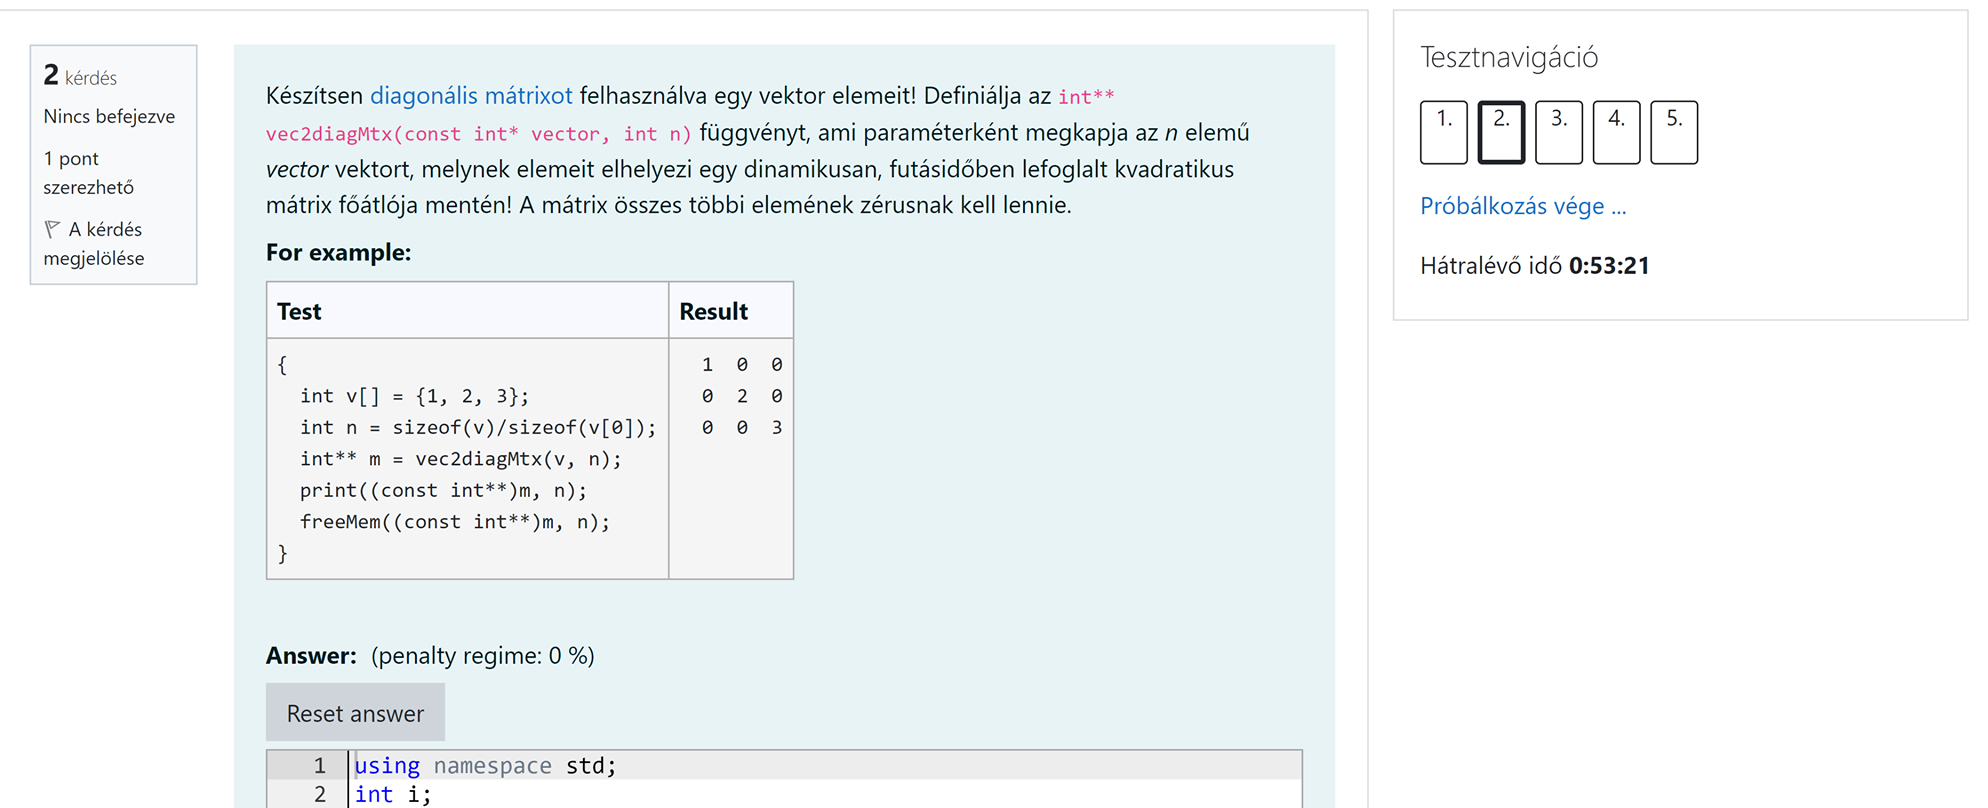 2 kérdés
Nincs befejezve
1 pont
szerezhető
A kérdés
megjelölése
Készítsen diagonális mátrixot felhasználva egy vektor elemeit! Definiálja az int**
vec2diagMtx(const int* vector, int n) függvényt, ami paraméterként megkapja az n elemű
vector vektort, melynek elemeit elhelyezi egy dinamikusan, futásidőben lefoglalt kvadratikus
mátrix főátlója mentén! A mátrix összes többi elemének zérusnak kell lennie.
For example:
Test Result
{
int v[] = {1, 2, 3};
int n = sizeof(v)/sizeof(v[0]);
int** m = vec2diagMtx(v, n);
print((const int**)m, n);
freeMem((const int**)m, n);
}
1 0 0
0 2 0
0 0 3
Answer: (penalty regime: 0 %)
Reset answer
1 using namespace std;
2 int i;
Tesztnavigáció
1. 2. 3. 4. 5.
Próbálkozás vége ...
Hátralévő idő 0:53:21